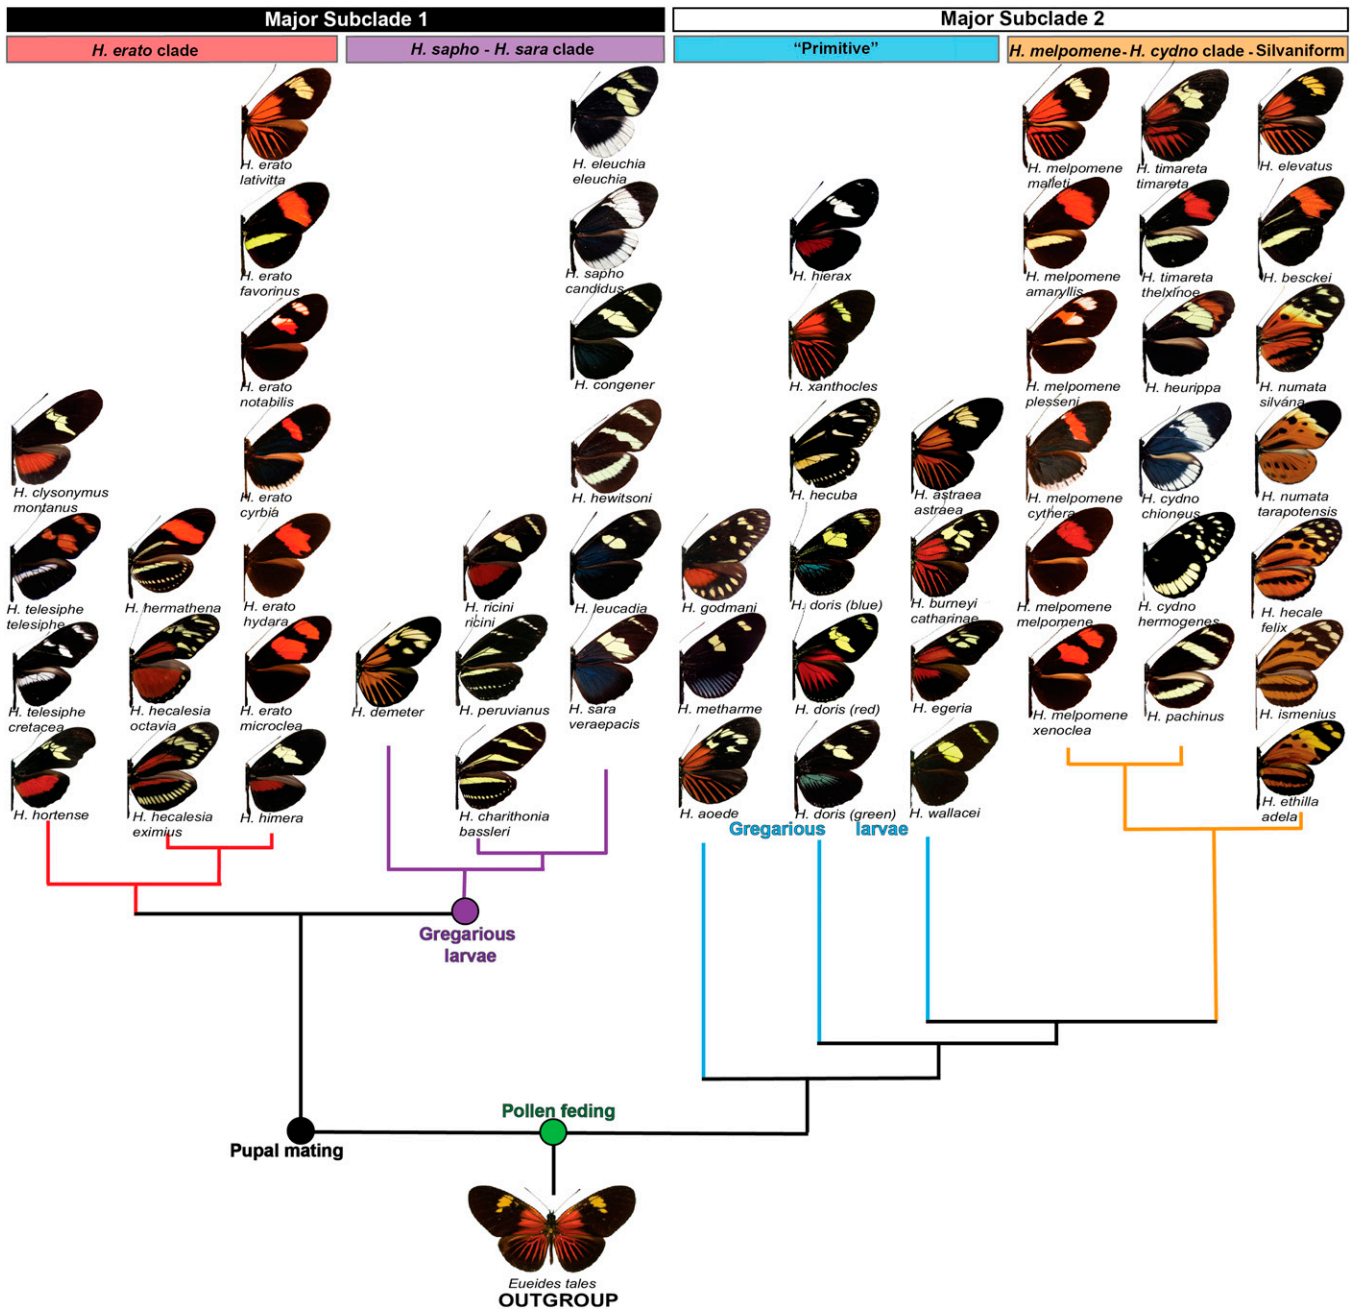 Major Subclade 1
Major Subclade 2
H. erato clade
H. sapho - H. sara clade
“Primitive”
H. melpomene- H. cydno clade - Silvaniform
H. erato
lativitta
H. eleuchia
eleuchia
H. melpomene
malleti
H. timareta
timareta
H. elevatus
H. erato
favorinus
H. sapho
candidus
H. hierax
H. melpomene
amaryllis
H. timareta
thelxinoe
H. besckei
H. erato
notabilis
H. congener
H. xanthocles
H. melpomene
plesseni
H. heurippa
H. numata
silvana
H. clysonymus
montanus
H. erato
cyrbia
H. hewitsoni
H. hecuba
H. astraea
astraea
H. melpomene
cythera
H. cydno
chioneus
H. numata
tarapotensis
H. telesiphe
telesiphe
H. hermathena
H. erato
hydara
H. ricini
ricini
H. leucadia
H. godmani
H. doris (blue)
H. burneyi
catharinae
H. melpomene
melpomene
H. cydno
hermogenes
H. hecale
felix
H. telesiphe
cretacea
H. hecalesia
octavia
H. erato
microclea
H. demeter
H. peruvianus
H. sara
veraepacis
H. metharme
H. doris (red)
H. egeria
H. melpomene
xenoclea
H. pachinus
H. ismenius
H. hortense
H. hecalesia
eximius
H. himera
H. charithonia
bassleri
H. aoede
H. doris (green)
H. wallacei
H. ethilla
adela
Gregarious larvae
Gregarious
larvae
Pollen feding
Pupal mating
Eueides tales
OUTGROUP